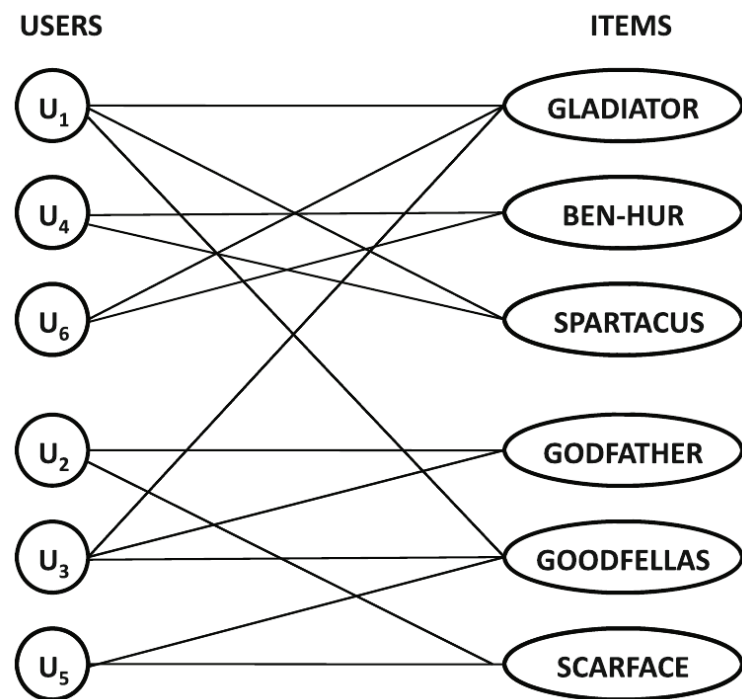 USERS ITEMS
U1 GLADIATOR
U4 BEN-HUR
U6 SPARTACUS
U2 GODFATHER
U3 GOODFELLAS
U5 SCARFACE